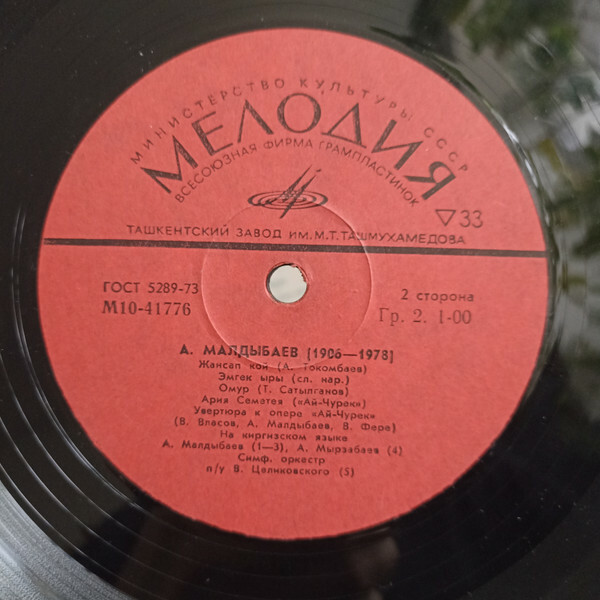 МИНИСТЕРСТВО КУЛЬТУРЫ СССР
МЕЛОДИЯ
ВСЕСОЮЗНАЯ ФИРМА ГРАМПЛАСТИНОК
▽33
ТАШКЕНТСКИЙ ЗАВОД ИМ. М.Т. ТАШМУХАМЕДОВА
ГОСТ 5289-73
М10-41776
2 сторона
Гр. 2. 1-00
А. МАЛДЫБАЕВ [1906—1978]
Жансап кой (А. Токомбаев)
Эмгек ыры (сл. нар.)
Омур (Т. Сатылганов)
Ария Семетея («Ай-Чурек»)
Увертюра к опере «Ай-Чурек»
(В. Власов, А. Малдыбаев, В. Фере)
На киргизском языке
А. Малдыбаев (1—3), А. Мырзабаев (4)
Симф. оркестр
п/у В. Целиковского (5)